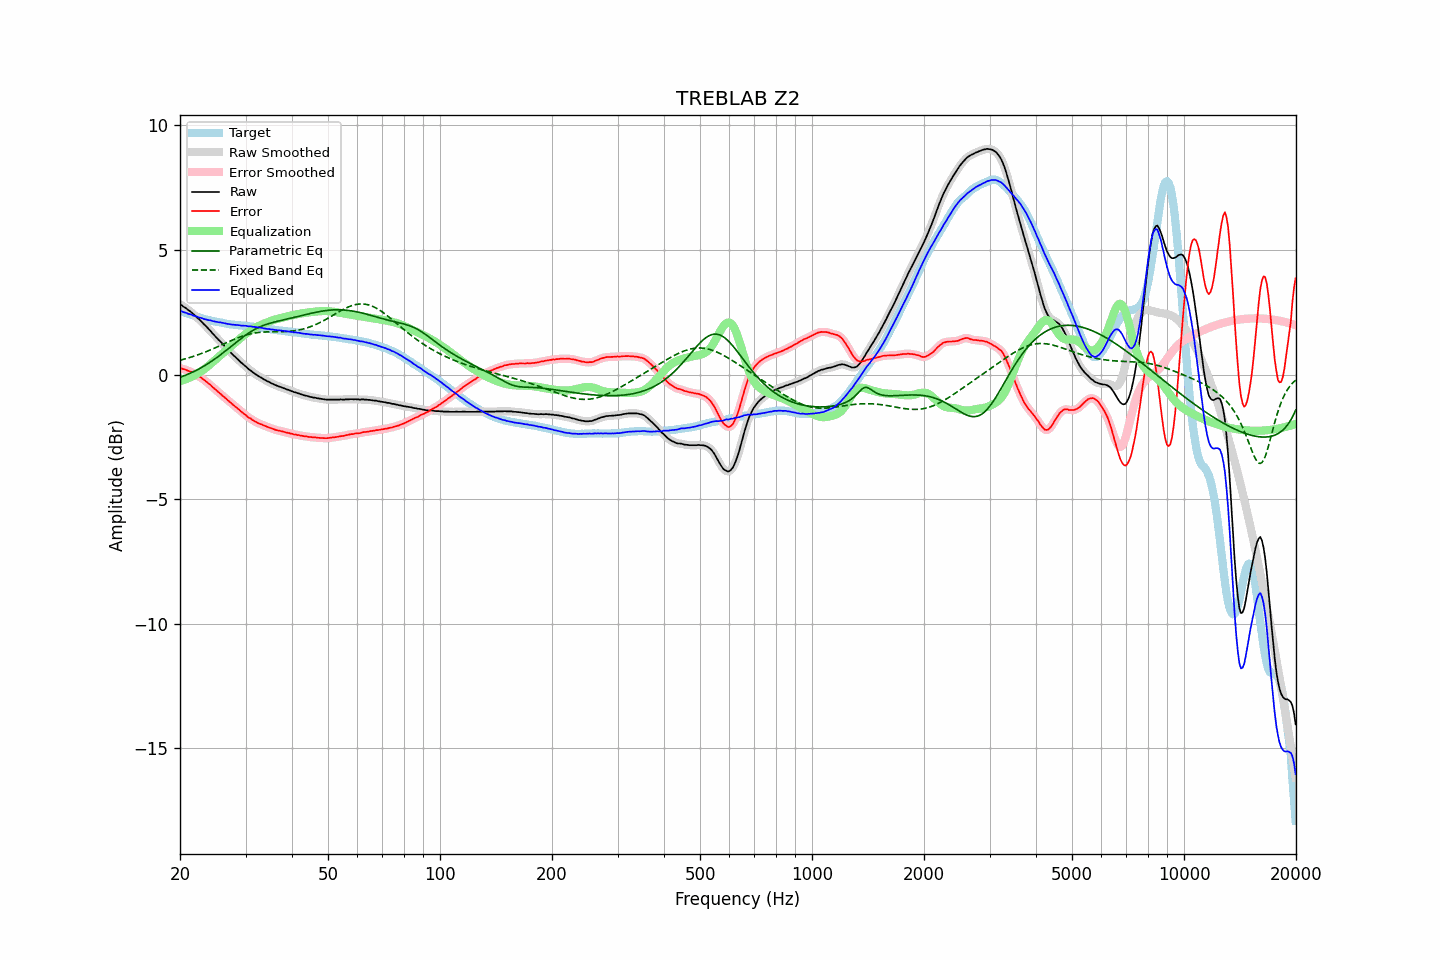 TREBLAB Z2
Target
Raw Smoothed
Error Smoothed
Raw
Error
Equalization
Parametric Eq
Fixed Band Eq
Equalized
10
5
0
−5
−10
−15
Amplitude (dBr)
20 50 100 200 500 1000 2000 5000 10000 20000
Frequency (Hz)